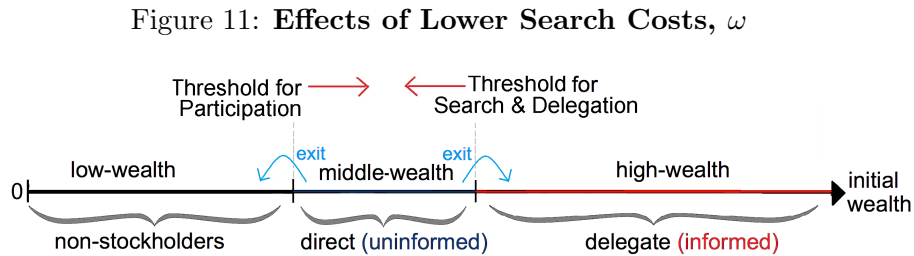 Figure 11: Effects of Lower Search Costs, ω
Threshold for
Participation
Threshold for
Search & Delegation
exit
exit
low-wealth
middle-wealth
high-wealth
0
initial
wealth
non-stockholders
direct (uninformed)
delegate (informed)